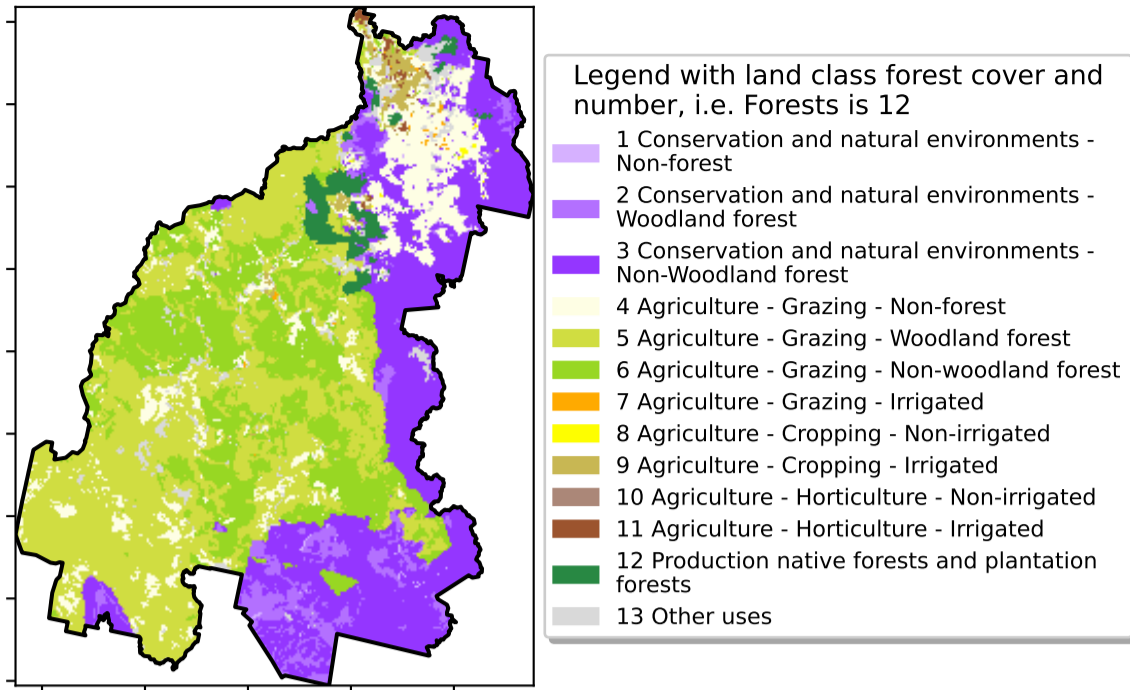 Legend with land class forest cover and
number, i.e. Forests is 12
1 Conservation and natural environments -
Non-forest
2 Conservation and natural environments -
Woodland forest
3 Conservation and natural environments -
Non-Woodland forest
4 Agriculture - Grazing - Non-forest
5 Agriculture - Grazing - Woodland forest
6 Agriculture - Grazing - Non-woodland forest
7 Agriculture - Grazing - Irrigated
8 Agriculture - Cropping - Non-irrigated
9 Agriculture - Cropping - Irrigated
10 Agriculture - Horticulture - Non-irrigated
11 Agriculture - Horticulture - Irrigated
12 Production native forests and plantation
forests
13 Other uses